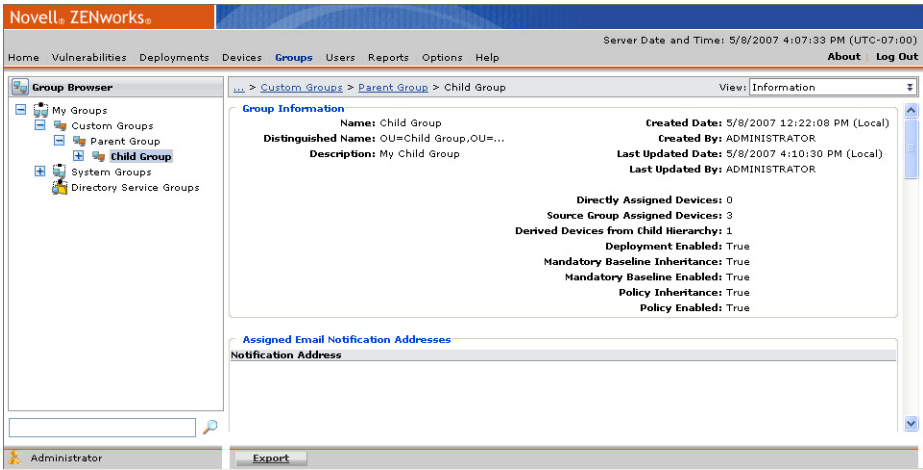 Novell® ZENworks®
Server Date and Time: 5/8/2007 4:07:33 PM (UTC-07:00)
Home Vulnerabilities Deployments Devices Groups Users Reports Options Help
About Log Out
Group Browser
My Groups
Custom Groups
Parent Group
Child Group
System Groups
Directory Service Groups
... > Custom Groups > Parent Group > Child Group
View: Information
Group Information
Name: Child Group
Distinguished Name: OU=Child Group,OU=...
Description: My Child Group
Created Date: 5/8/2007 12:22:08 PM (Local)
Created By: ADMINISTRATOR
Last Updated Date: 5/8/2007 4:10:30 PM (Local)
Last Updated By: ADMINISTRATOR
Directly Assigned Devices: 0
Source Group Assigned Devices: 3
Derived Devices from Child Hierarchy: 1
Deployment Enabled: True
Mandatory Baseline Inheritance: True
Mandatory Baseline Enabled: True
Policy Inheritance: True
Policy Enabled: True
Assigned Email Notification Addresses
Notification Address
Administrator
Export